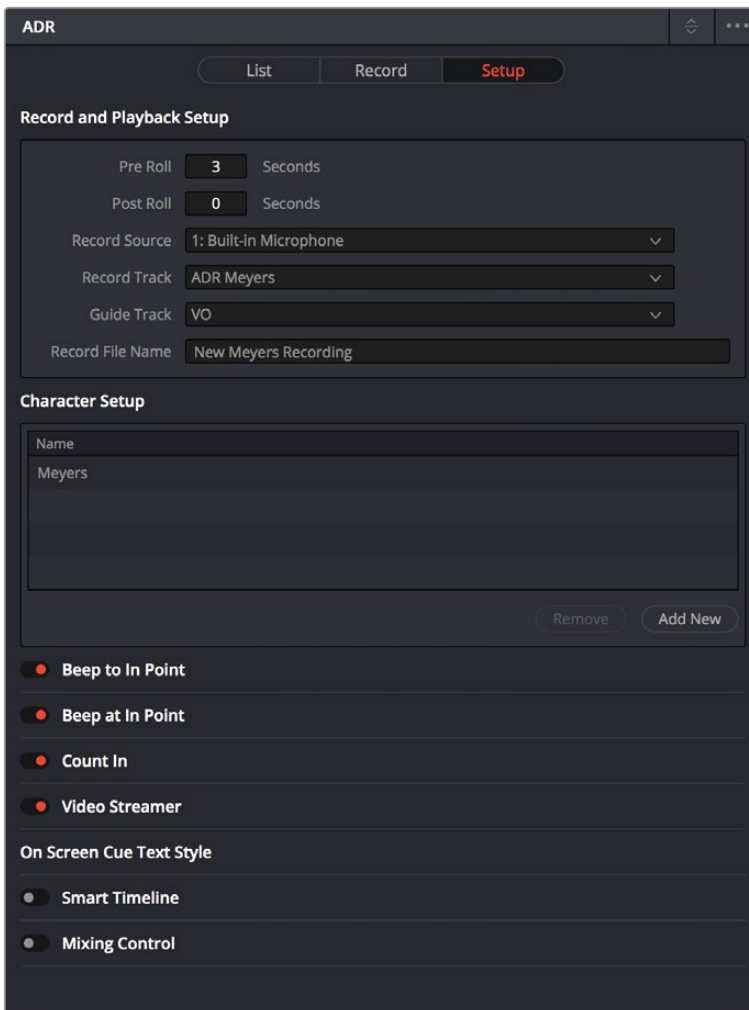 ADR
List Record Setup
Record and Playback Setup
Pre Roll 3 Seconds
Post Roll 0 Seconds
Record Source 1: Built-in Microphone
Record Track ADR Meyers
Guide Track VO
Record File Name New Meyers Recording
Character Setup
Name
Meyers
Remove Add New
Beep to In Point
Beep at In Point
Count In
Video Streamer
On Screen Cue Text Style
Smart Timeline
Mixing Control